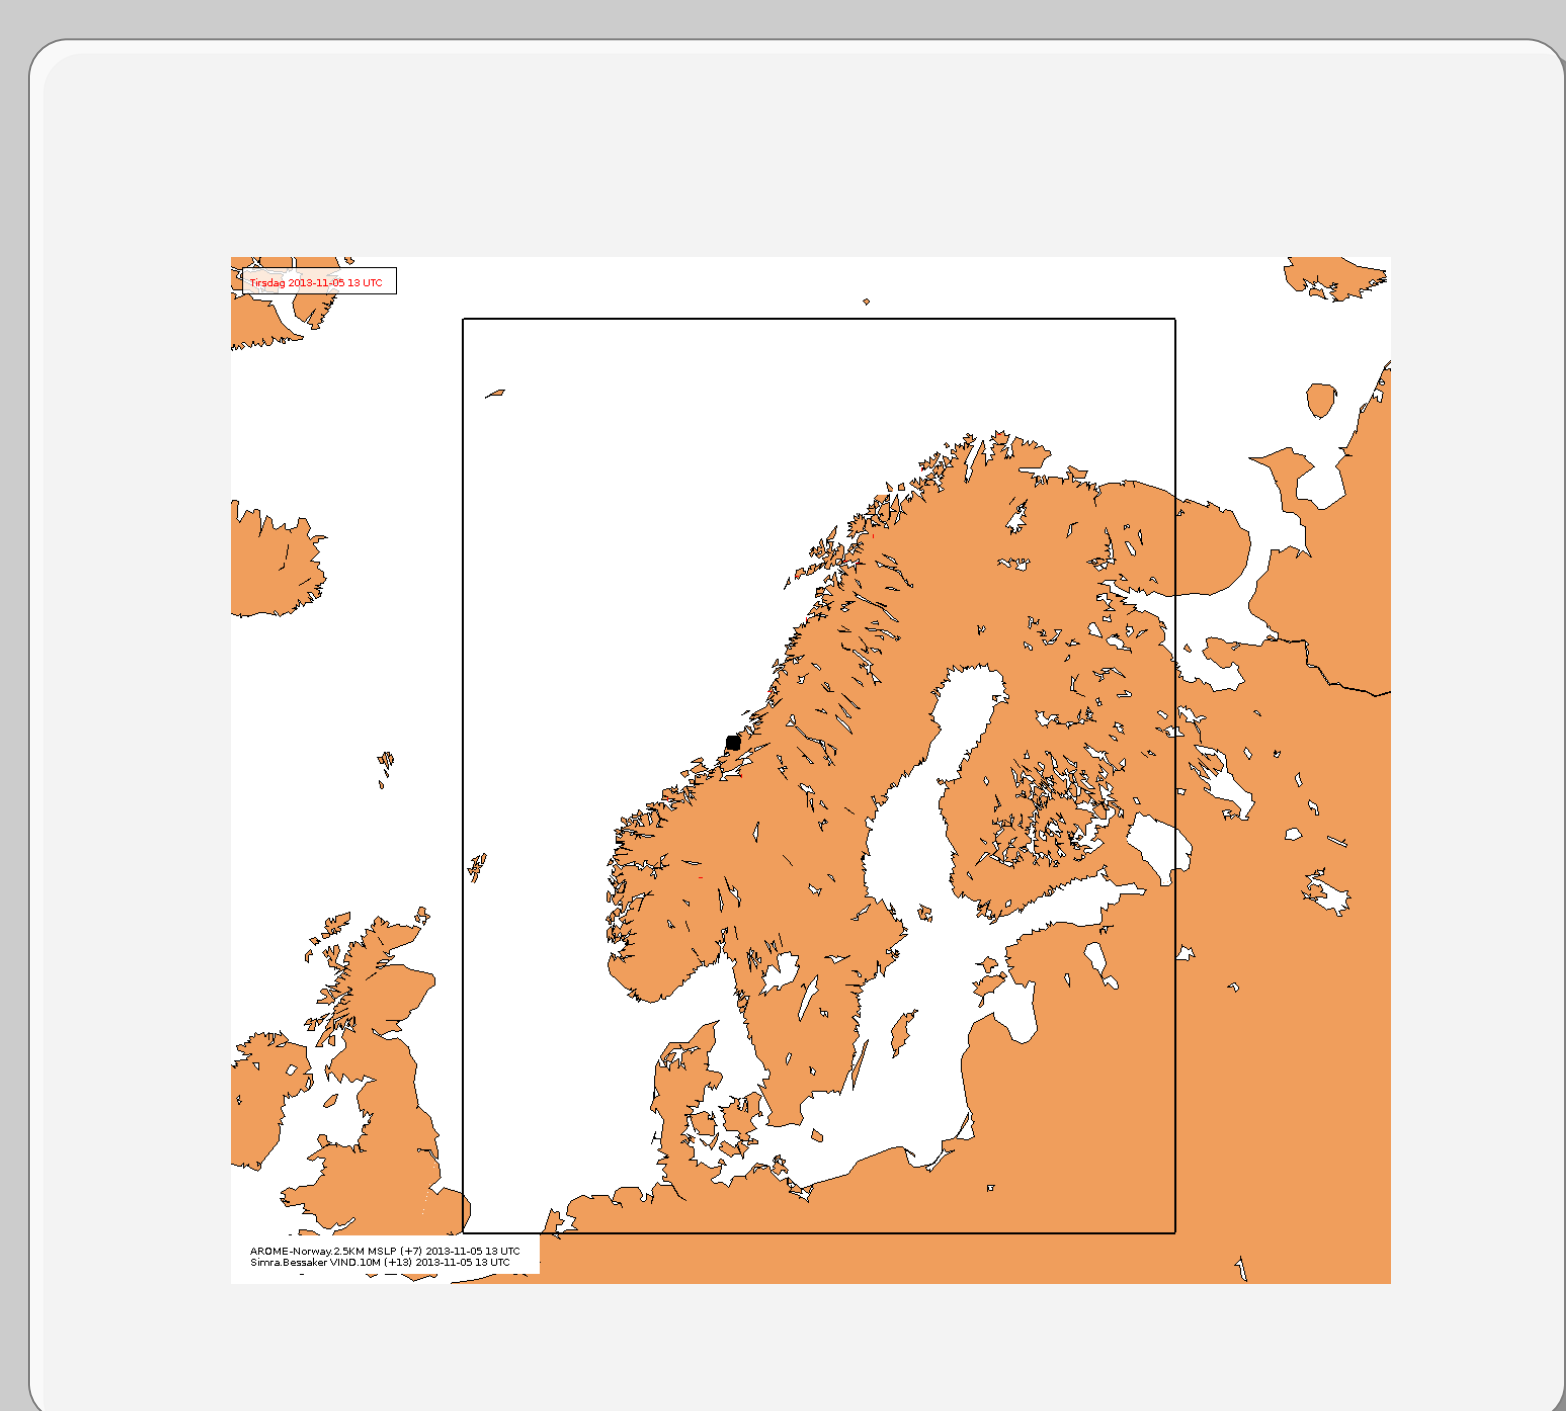 Tirsdag 2013-11-05 13 UTC
AROME-Norway.2.5KM MSLP (+7) 2013-11-05 13 UTC
Simra.Bessaker VIND.10M (+13) 2013-11-05 13 UTC